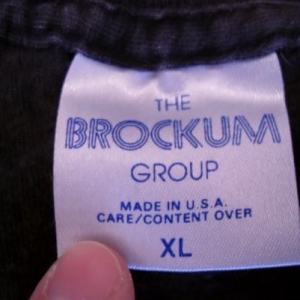 THE
BROCKUM
GROUP
MADE IN U.S.A.
CARE/CONTENT OVER
XL